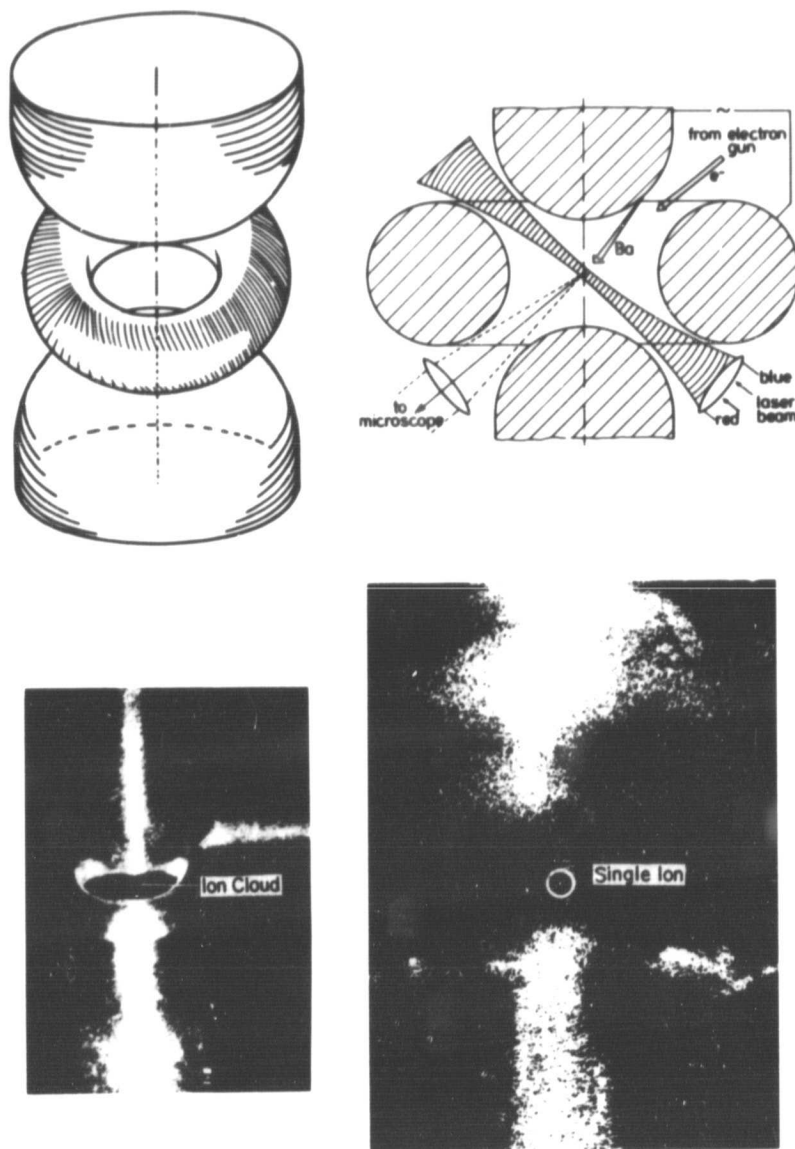 ~
from electron
gun
e⁻
Ba
to
microscope
blue
laser
beam
red
Ion Cloud
Single Ion